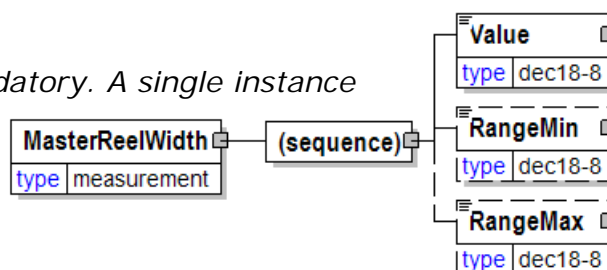 Value
type dec18-8
datory. A single instance
RangeMin
MasterReelWidth
(sequence)
type measurement
type dec18-8
RangeMax
type dec18-8